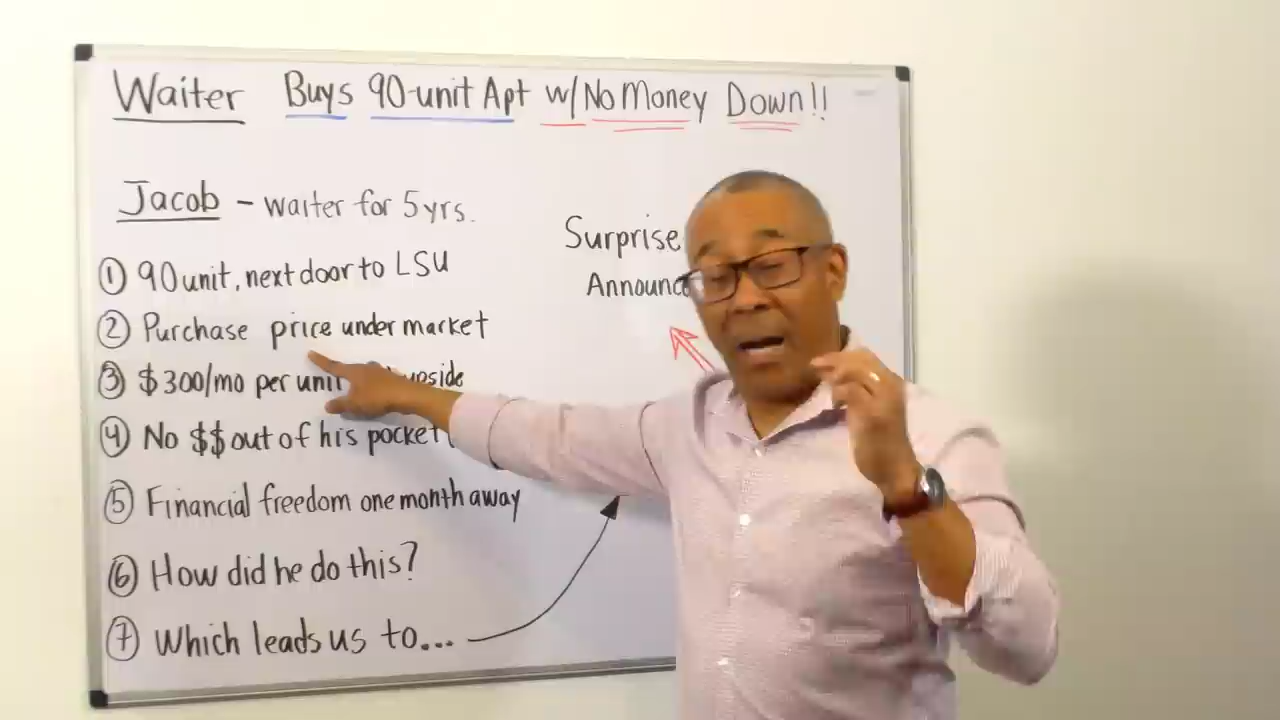 Waiter Buys 90-unit Apt w/No Money Down!!
Jacob - waiter for 5 yrs.
① 90 unit, next door to LSU
② Purchase price under market
③ $300/mo per unit upside
④ No $$ out of his pocket
⑤ Financial freedom one month away
⑥ How did he do this?
⑦ Which leads us to...
Surprise
Announc